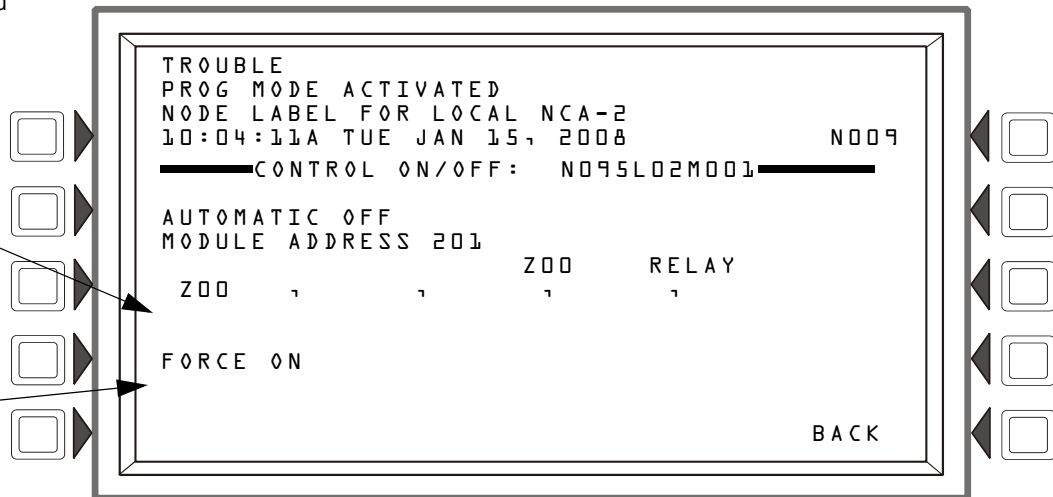 TROUBLE
PROG MODE ACTIVATED
NODE LABEL FOR LOCAL NCA-2
10:04:11A TUE JAN 15, 2008 N009
CONTROL ON/OFF: N095L02M001
AUTOMATIC OFF
MODULE ADDRESS 201
Z00 RELAY
Z00 , , , ,
FORCE ON
BACK